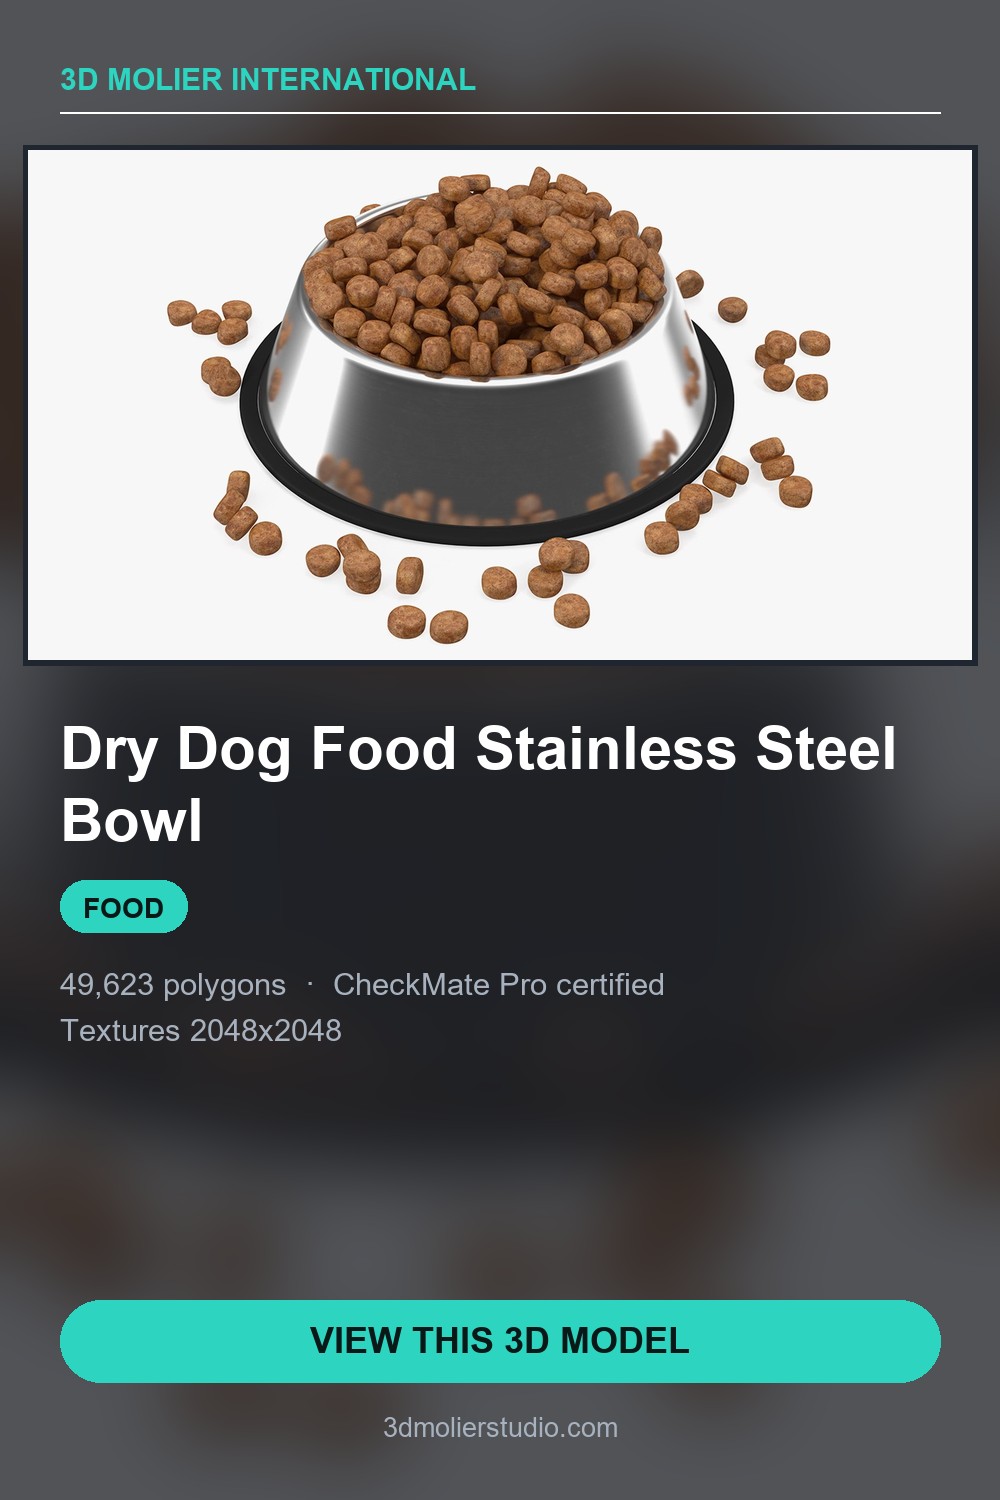 3D MOLIER INTERNATIONAL
Dry Dog Food Stainless Steel
Bowl
FOOD
49,623 polygons · CheckMate Pro certified
Textures 2048x2048
VIEW THIS 3D MODEL
3dmolierstudio.com